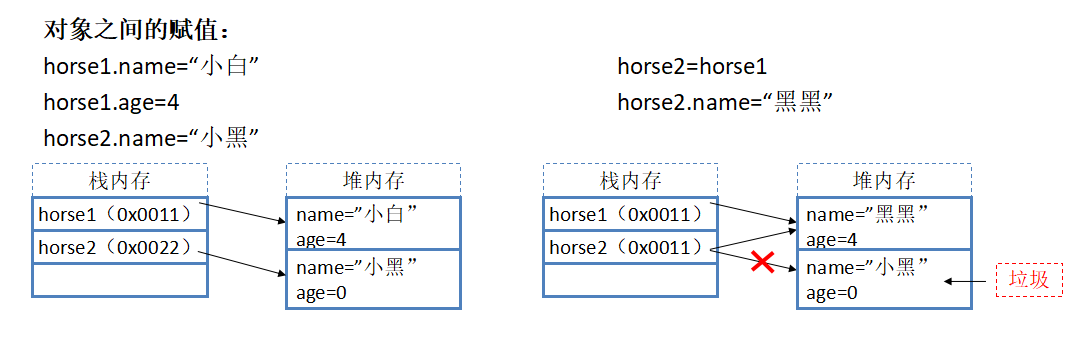 对象之间的赋值：
horse1.name=“小白”
horse1.age=4
horse2.name=“小黑”
栈内存
horse1（0x0011）
horse2（0x0022）
堆内存
name=”小白”
age=4
name=”小黑”
age=0
horse2=horse1
horse2.name=“黑黑”
栈内存
horse1（0x0011）
horse2（0x0011）
堆内存
name=”黑黑”
age=4
name=”小黑”
age=0
垃圾